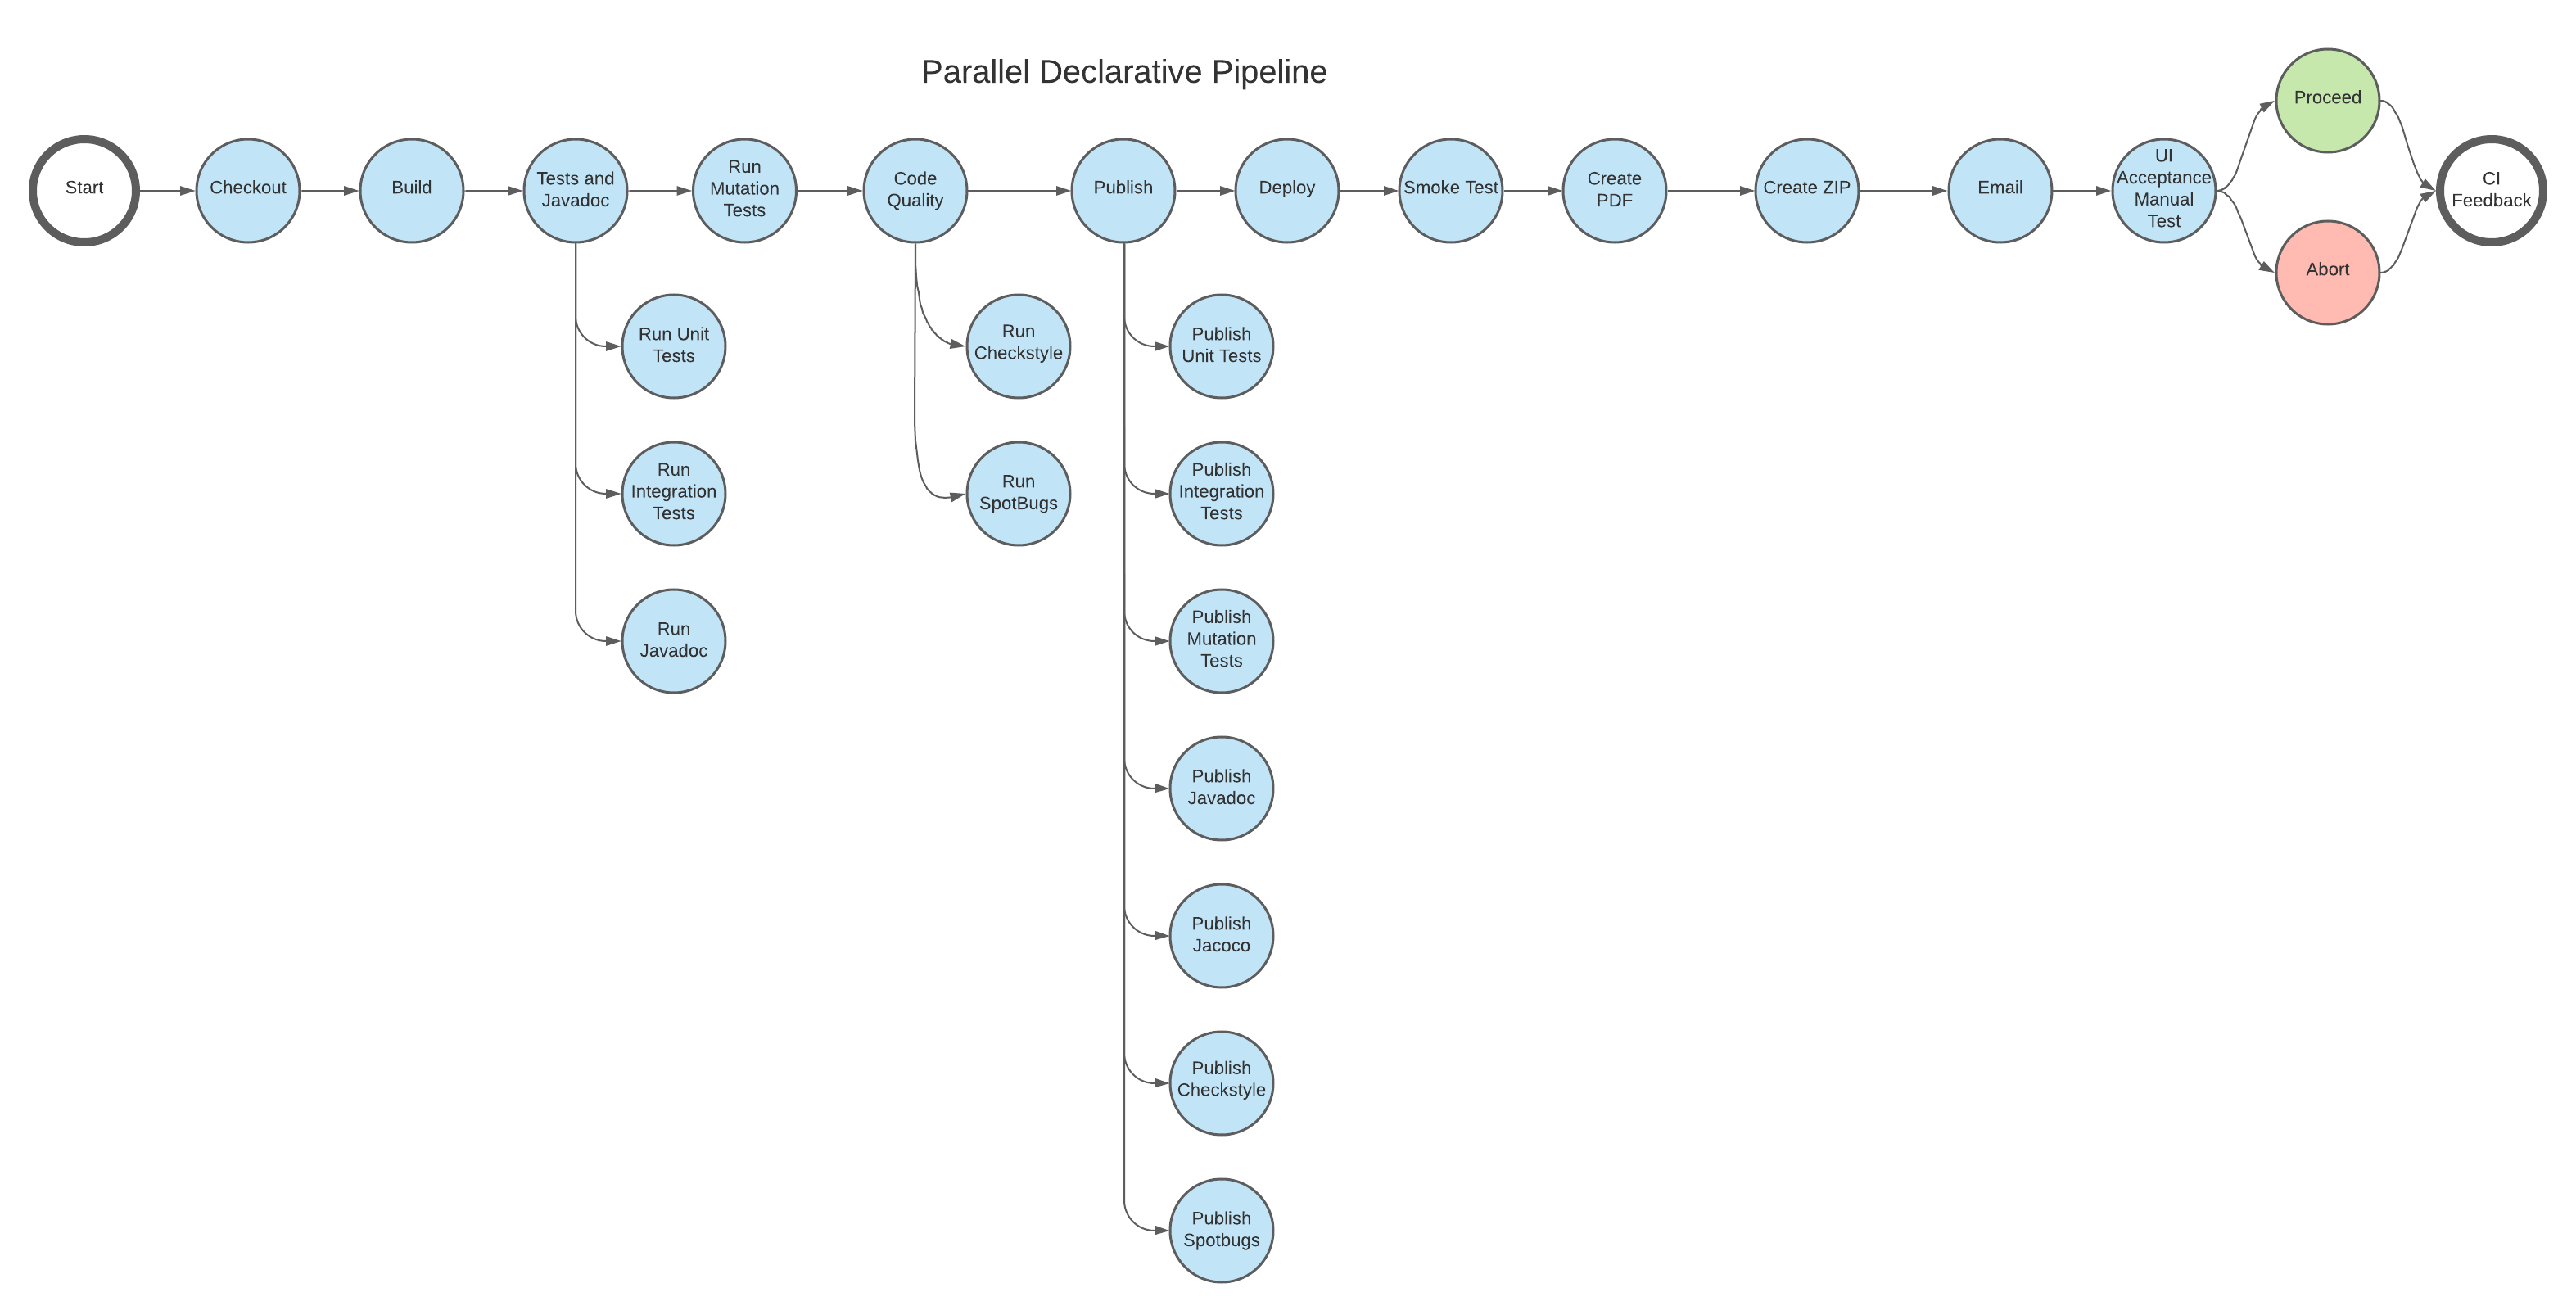 Parallel Declarative Pipeline
Start
Checkout
Build
Tests and
Javadoc
Run
Mutation
Tests
Code
Quality
Publish
Deploy
Smoke Test
Create
PDF
Create ZIP
Email
UI
Acceptance
Manual
Test
Proceed
Abort
CI
Feedback
Run Unit
Tests
Run
Integration
Tests
Run
Javadoc
Run
Checkstyle
Run
SpotBugs
Publish
Unit Tests
Publish
Integration
Tests
Publish
Mutation
Tests
Publish
Javadoc
Publish
Jacoco
Publish
Checkstyle
Publish
Spotbugs